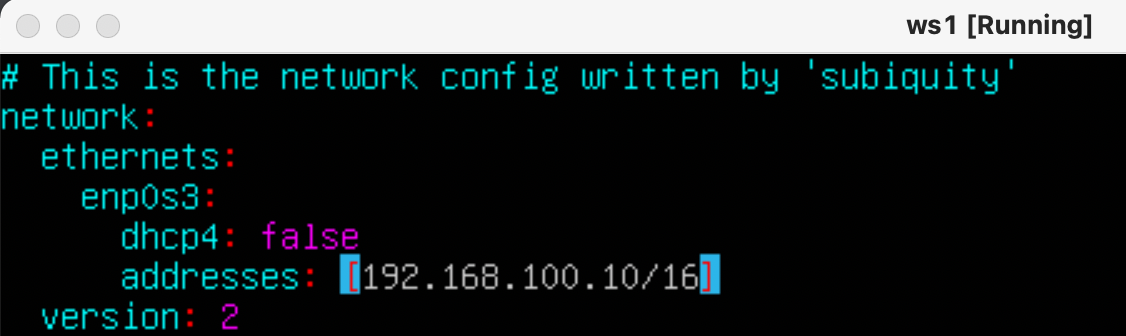 ws1 [Running]
# This is the network config written by 'subiquity'
network:
  ethernets:
    enp0s3:
      dhcp4: false
      addresses: [192.168.100.10/16]
  version: 2